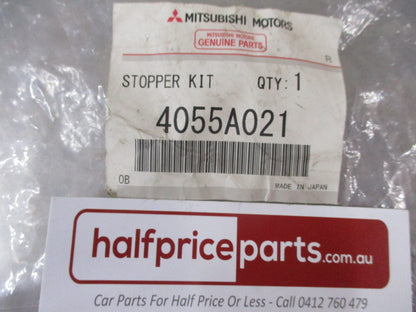 MITSUBISHI MOTORS
MITSUBISHI MOTORS
GENUINE PARTS
R
STOPPER KIT QTY:1
4055A021
OB
MADE IN JAPAN
halfpriceparts.com.au
Car Parts For Half Price Or Less - Call 0412 760 479